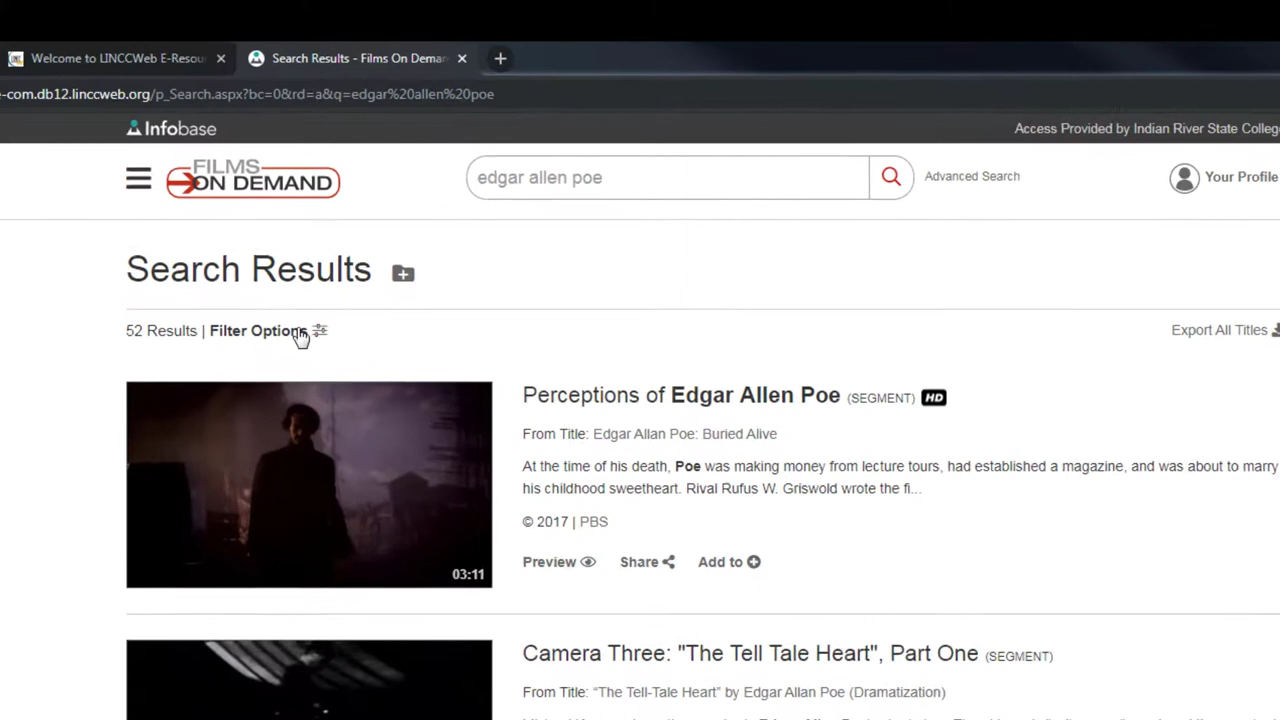 Welcome to LINCCWeb E-Resou
Search Results - Films On Deman
-com.db12.linccweb.org/p_Search.aspx?bc=0&rd=a&q=edgar%20allen%20poe
Infobase
Access Provided by Indian River State College
FILMS
ON DEMAND
edgar allen poe
Advanced Search
Your Profile
Search Results
52 Results | Filter Options
Export All Titles
Perceptions of Edgar Allen Poe (SEGMENT) HD
From Title: Edgar Allan Poe: Buried Alive
At the time of his death, Poe was making money from lecture tours, had established a magazine, and was about to marry
his childhood sweetheart. Rival Rufus W. Griswold wrote the fi...
© 2017 | PBS
03:11
Preview Share Add to
Camera Three: "The Tell Tale Heart", Part One (SEGMENT)
From Title: “The Tell-Tale Heart” by Edgar Allan Poe (Dramatization)